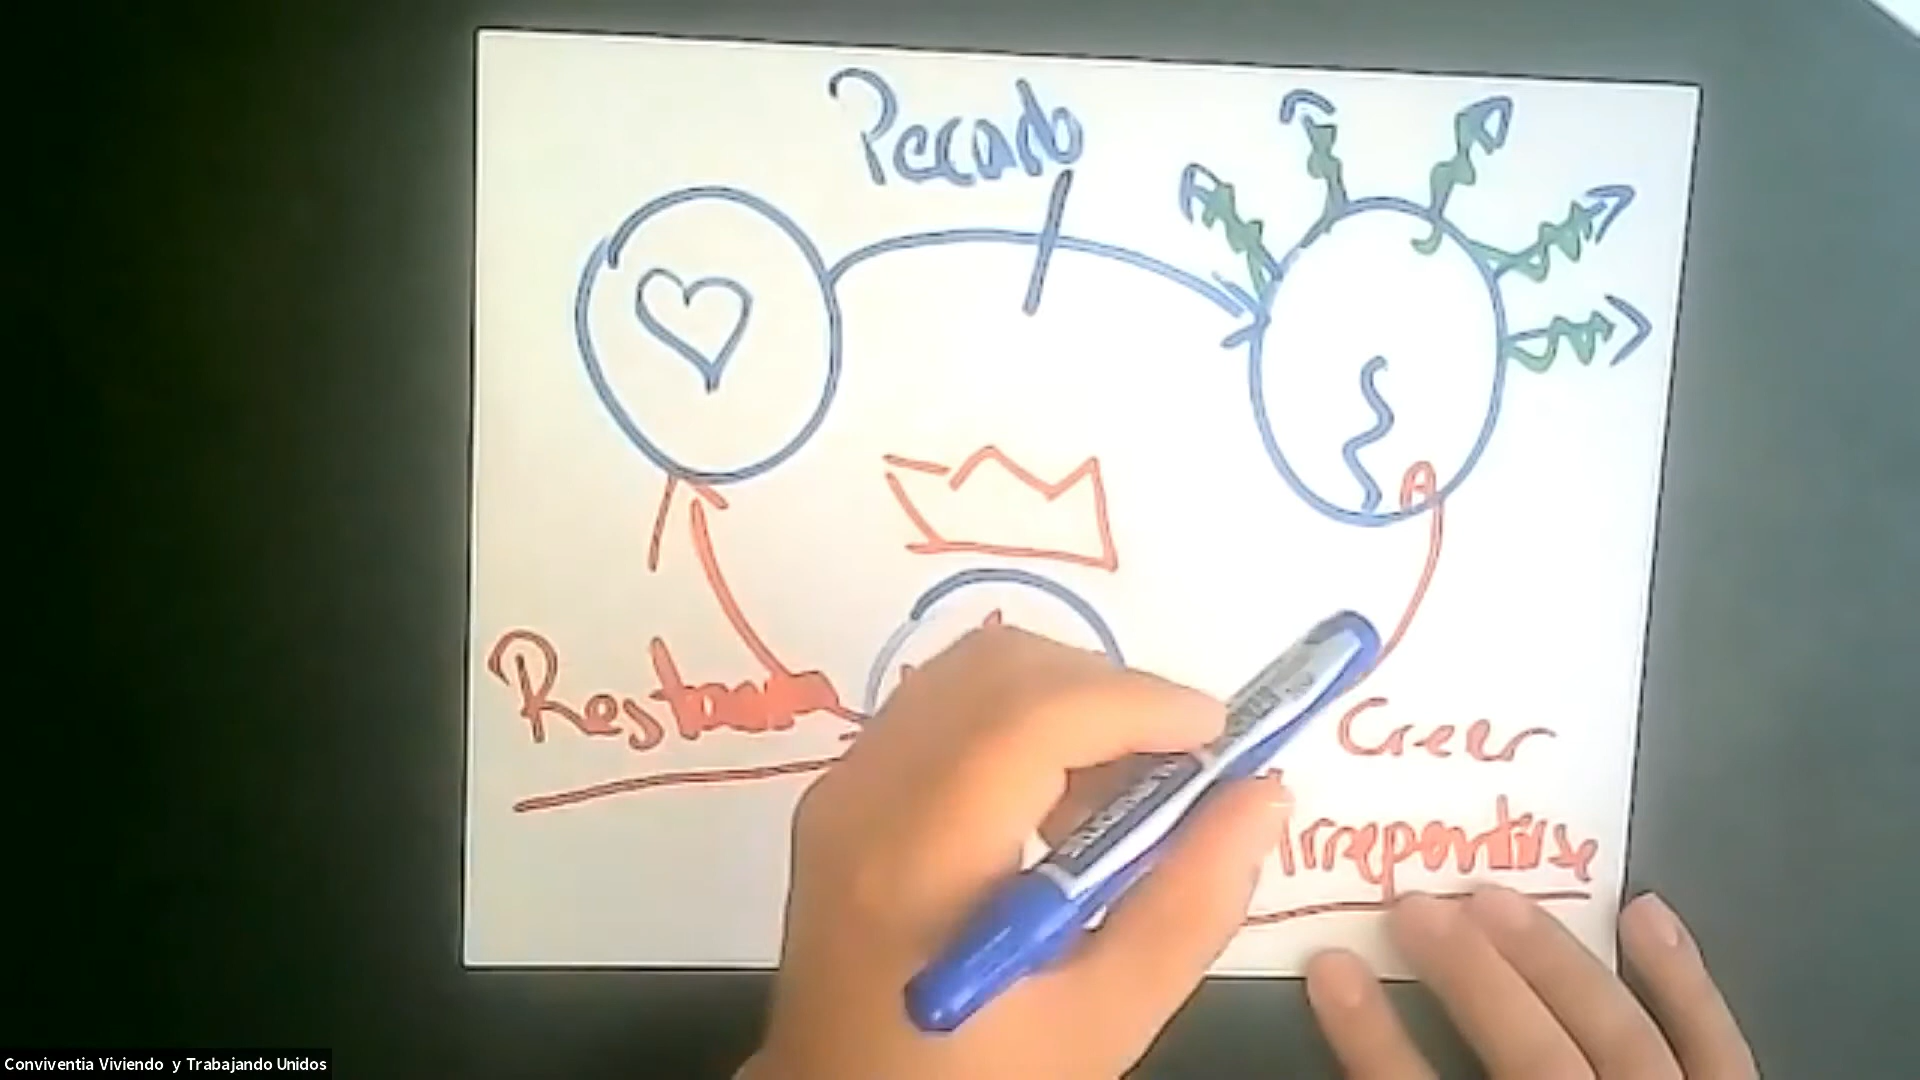 Pecado
Creer
Arrepentirse
Conviventia Viviendo y Trabajando Unidos